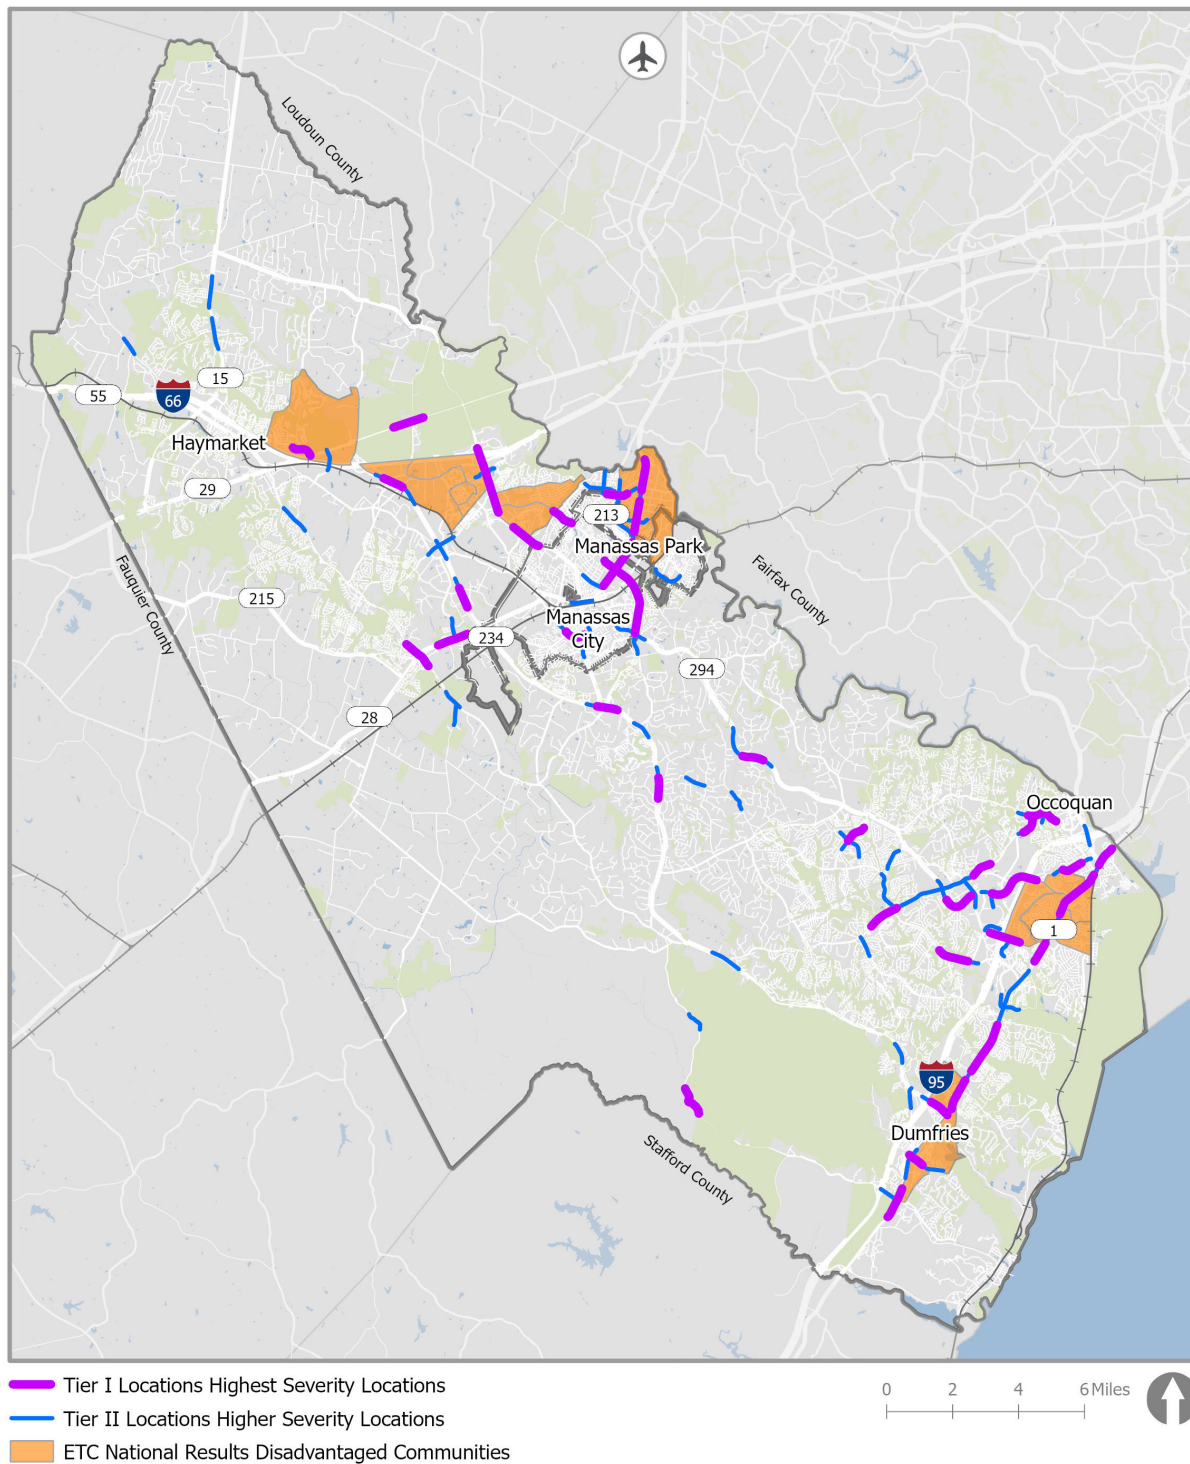 Loudoun County
15
55
66
Haymarket
29
213
Manassas Park
Fairfax County
Fauquier County
215
Manassas
City
234
294
28
Occoquan
1
95
Dumfries
Stafford County
Tier I Locations Highest Severity Locations
0 2 4 6 Miles
Tier II Locations Higher Severity Locations
ETC National Results Disadvantaged Communities